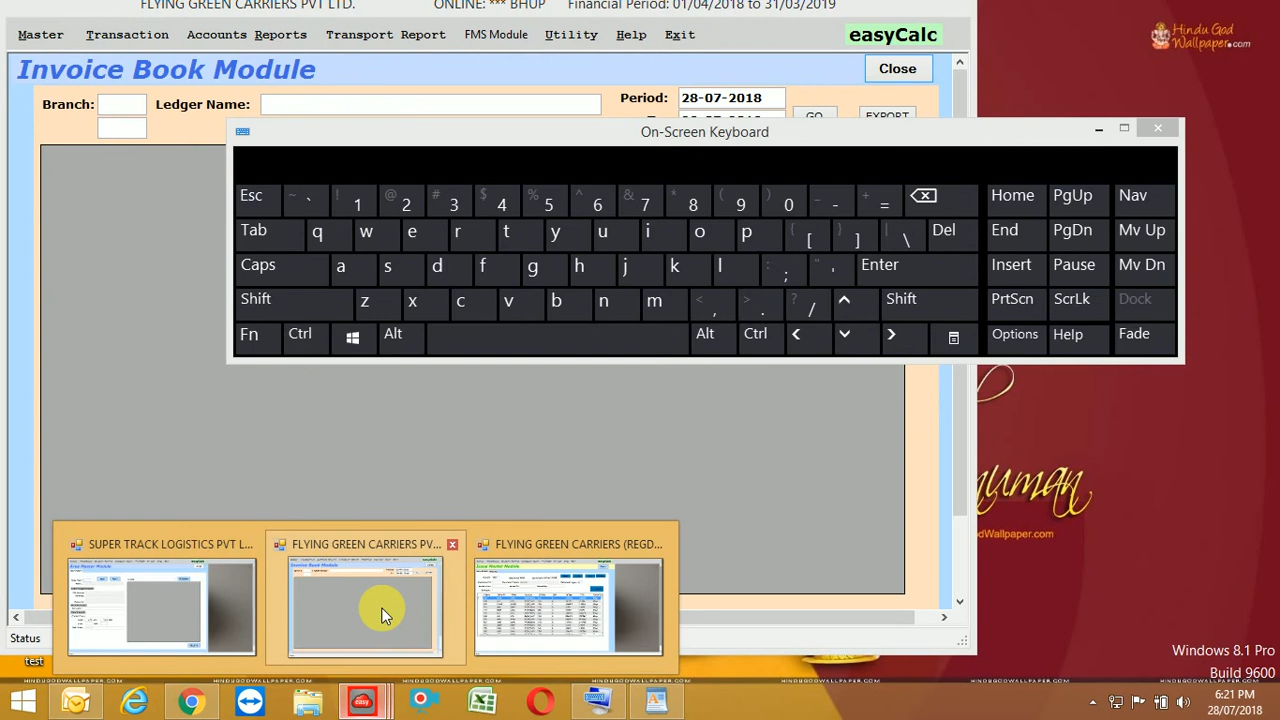 FLYING GREEN CARRIERS PVT LTD. ONLINE: *** BHUP Financial Period: 01/04/2018 to 31/03/2019
Master Transaction Accounts Reports Transport Report FMS Module Utility Help Exit easyCalc
Hindu God
Wallpaper.com
Invoice Book Module Close
Branch: Ledger Name: Period: 28-07-2018
GO EXPORT
On-Screen Keyboard
Esc ~ ` ! 1 @ 2 # 3 $ 4 % 5 ^ 6 & 7 * 8 ( 9 ) 0 _ - + = Home PgUp Nav
Tab q w e r t y u i o p { [ } ] | \ Del End PgDn Mv Up
Caps a s d f g h j k l : ; " ' Enter Insert Pause Mv Dn
Shift z x c v b n m < , > . ? / Shift PrtScn ScrLk Dock
Fn Ctrl Alt Alt Ctrl Options Help Fade
SUPER TRACK LOGISTICS PVT L... FLYING GREEN CARRIERS PV... FLYING GREEN CARRIERS (REGD...
Invoice Book Module
Status
test
Windows 8.1 Pro
Build 9600
easy
6:21 PM
28/07/2018